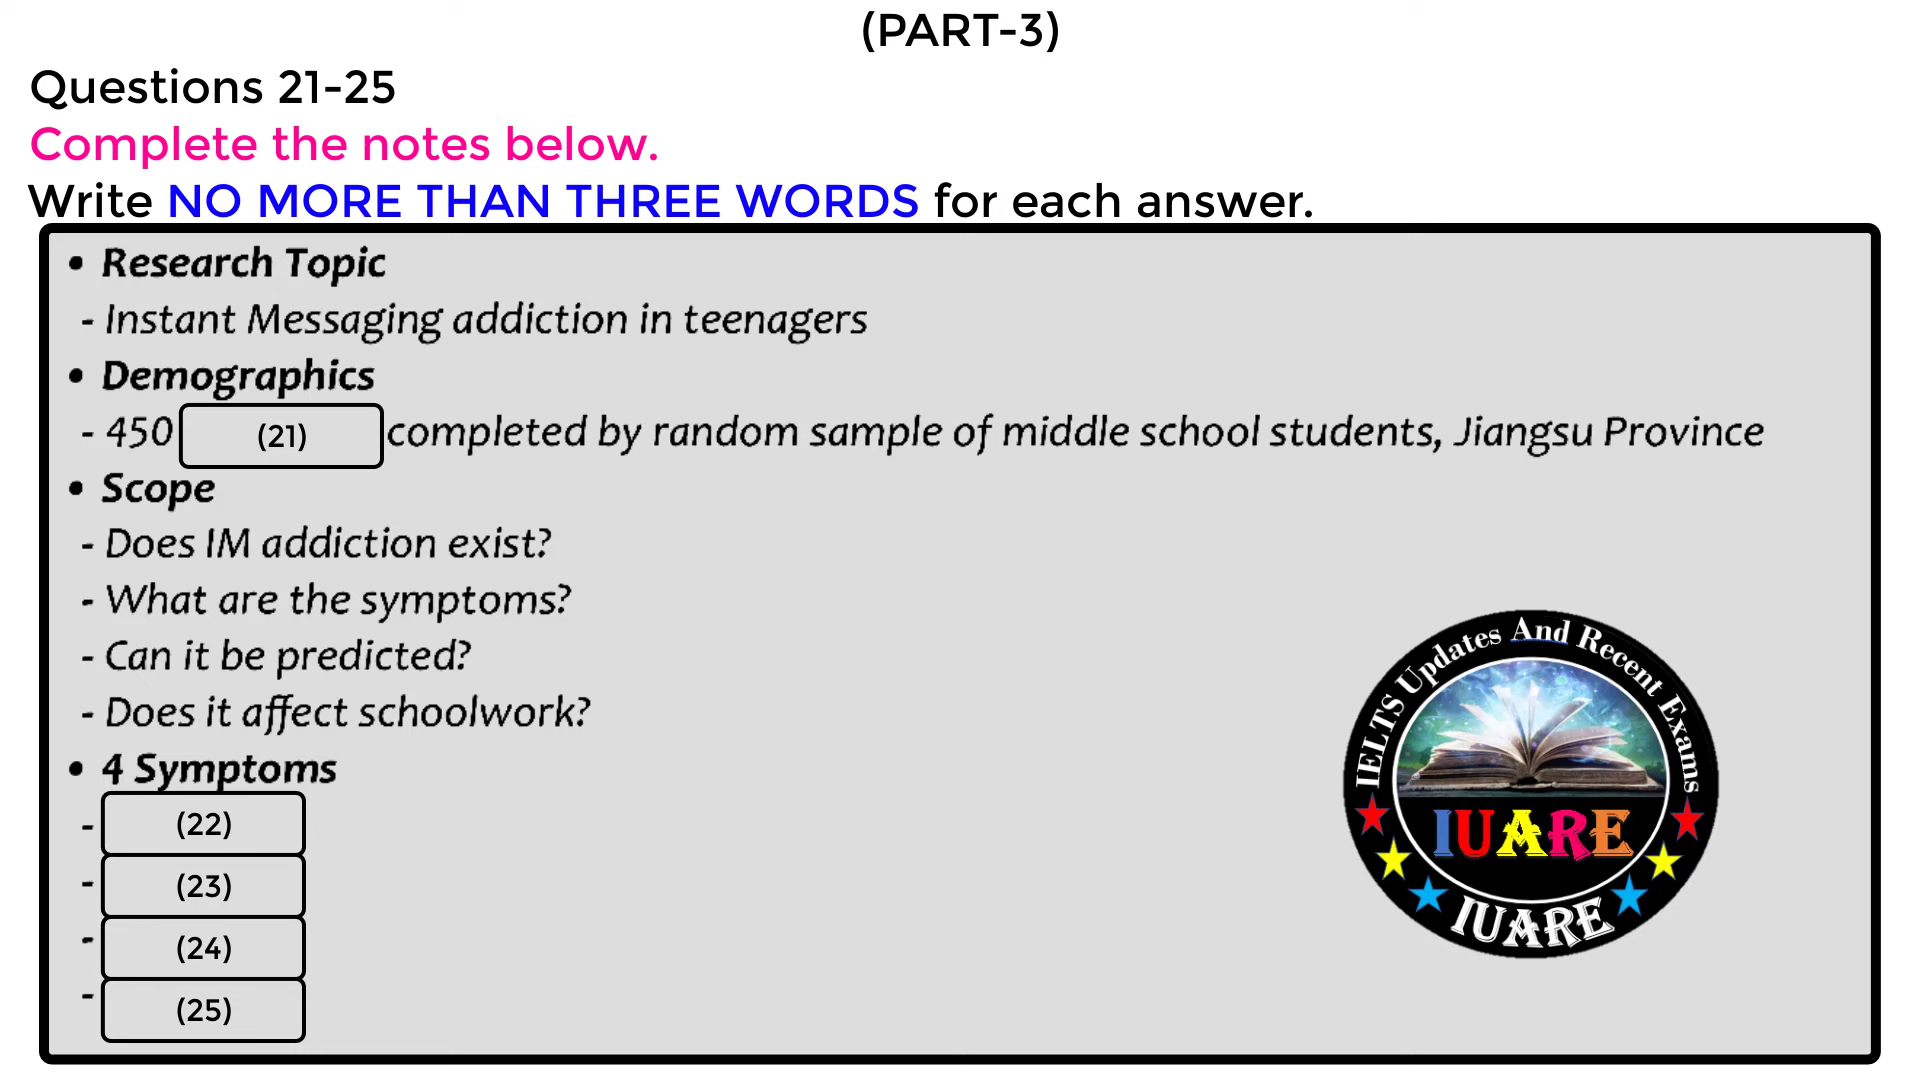 (PART-3)
Questions 21-25
Complete the notes below.
Write NO MORE THAN THREE WORDS for each answer.
• Research Topic
- Instant Messaging addiction in teenagers
• Demographics
- 450 (21) completed by random sample of middle school students, Jiangsu Province
• Scope
- Does IM addiction exist?
- What are the symptoms?
- Can it be predicted?
- Does it affect schoolwork?
• 4 Symptoms
- (22)
- (23)
- (24)
- (25)
IELTS Updates And Recent Exams
IUARE
IUARE